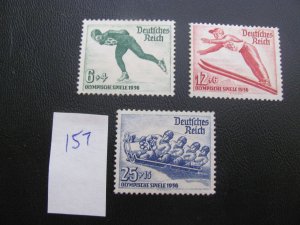 Deutsches
Reich
6+4
OLYMPISCHE SPIELE 1936
Deutsches
Reich
12+6
OLYMPISCHE SPIELE 1936
157
Deutsches
Reich
25+15
OLYMPISCHE SPIELE 1936